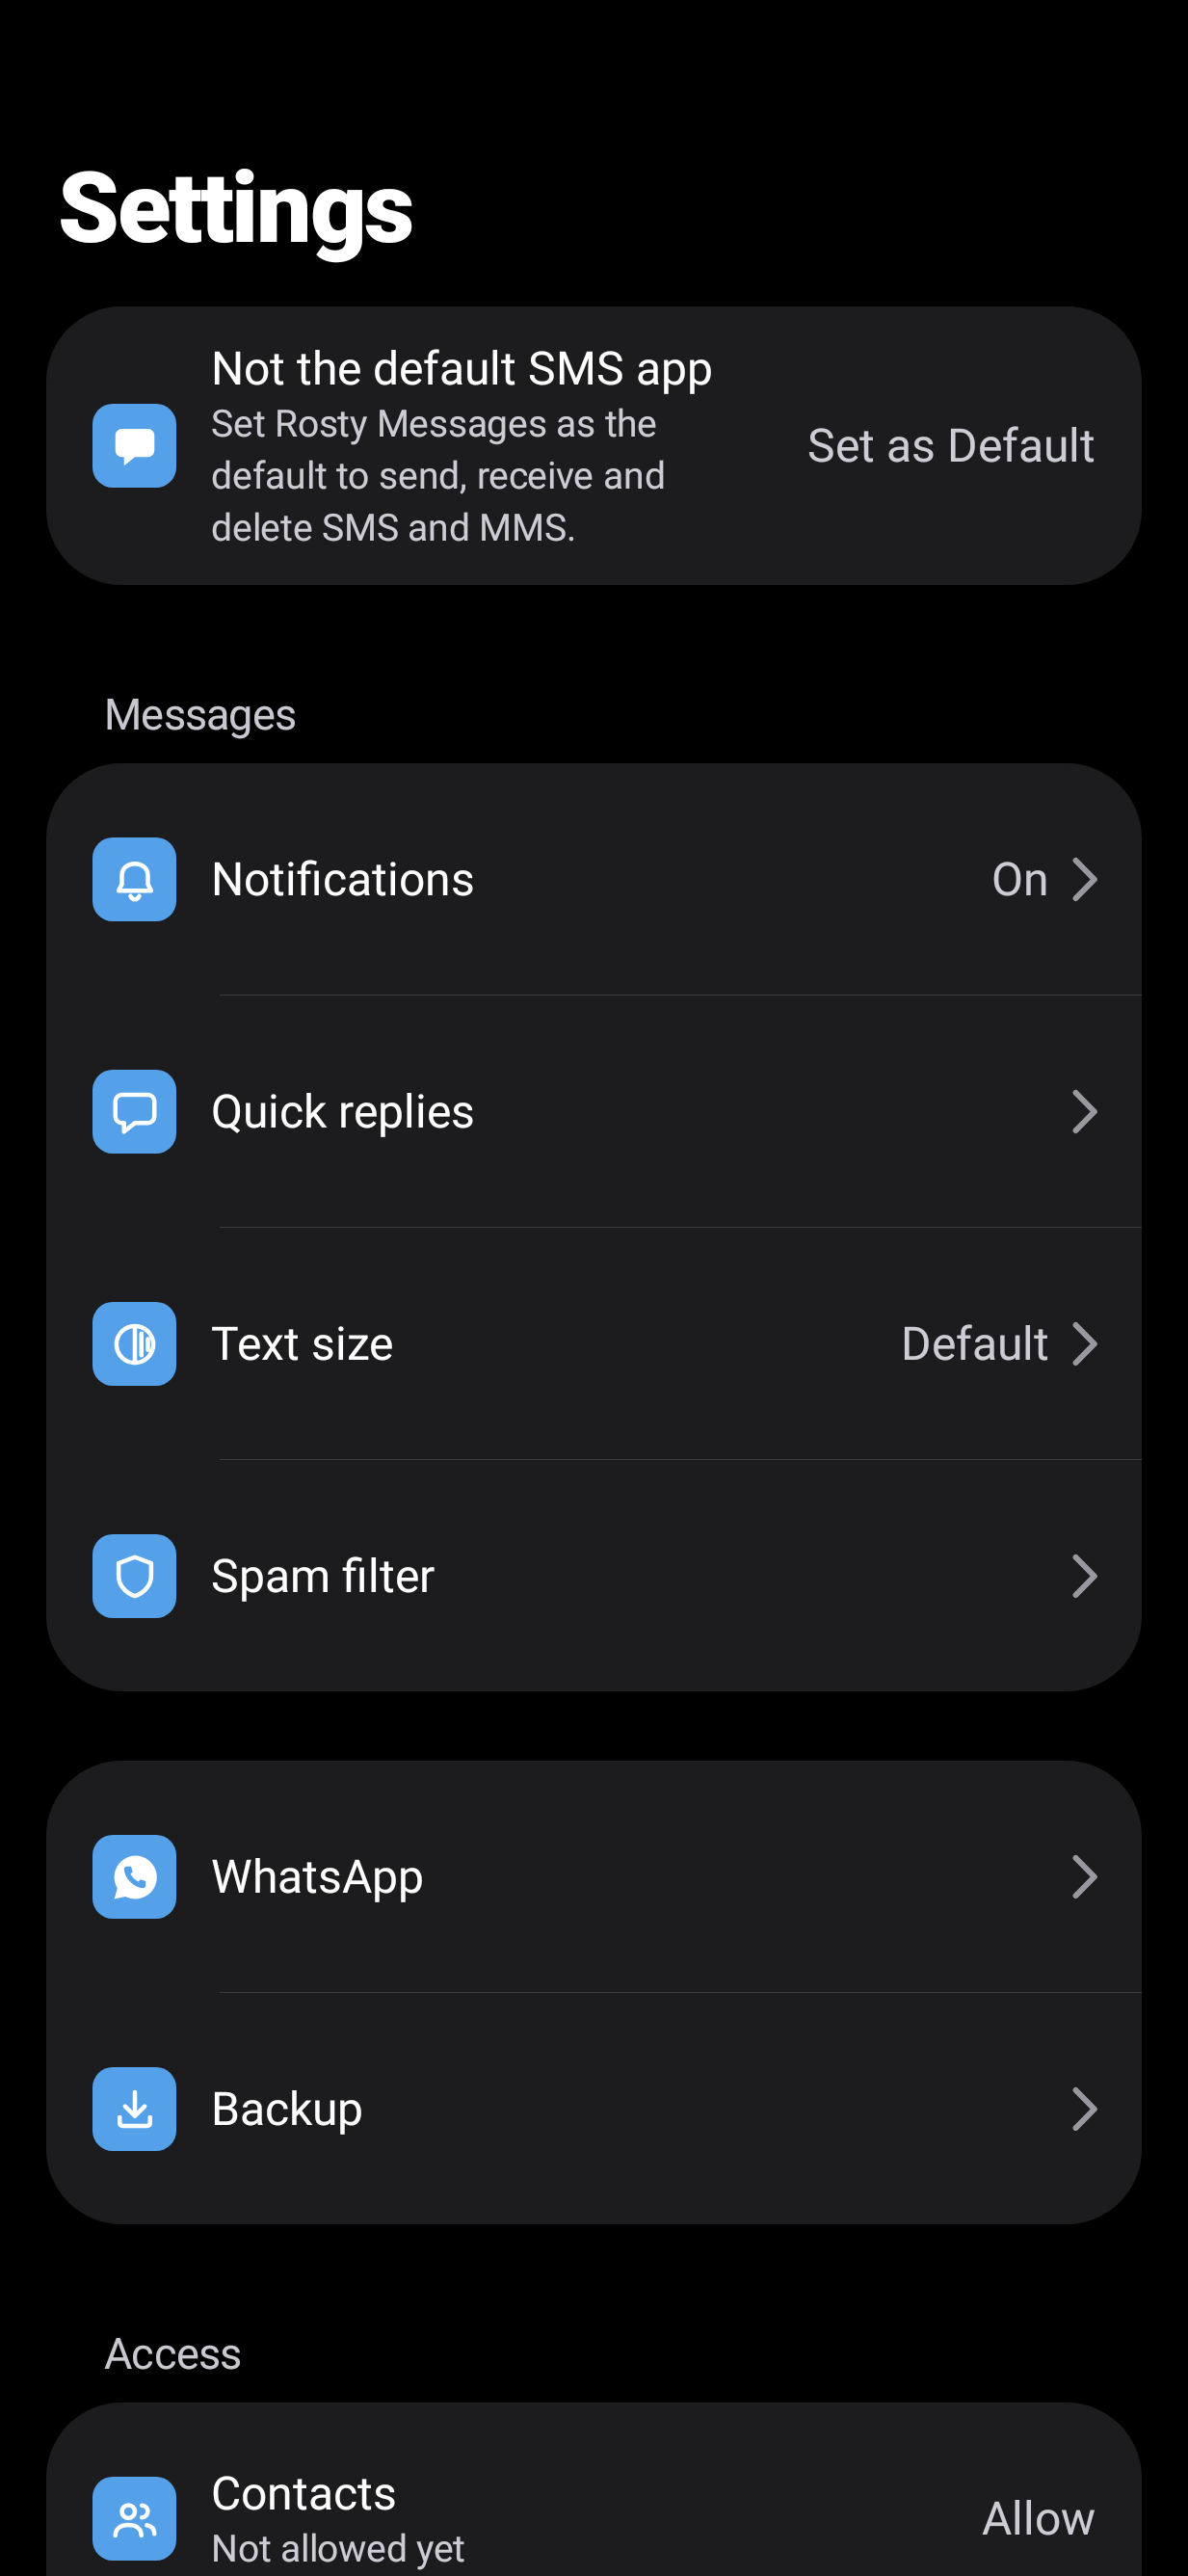 Settings
Not the default SMS app
Set Rosty Messages as the
default to send, receive and
delete SMS and MMS.
Set as Default
Messages
Notifications
On
Quick replies
Text size
Default
Spam filter
WhatsApp
Backup
Access
Contacts
Not allowed yet
Allow